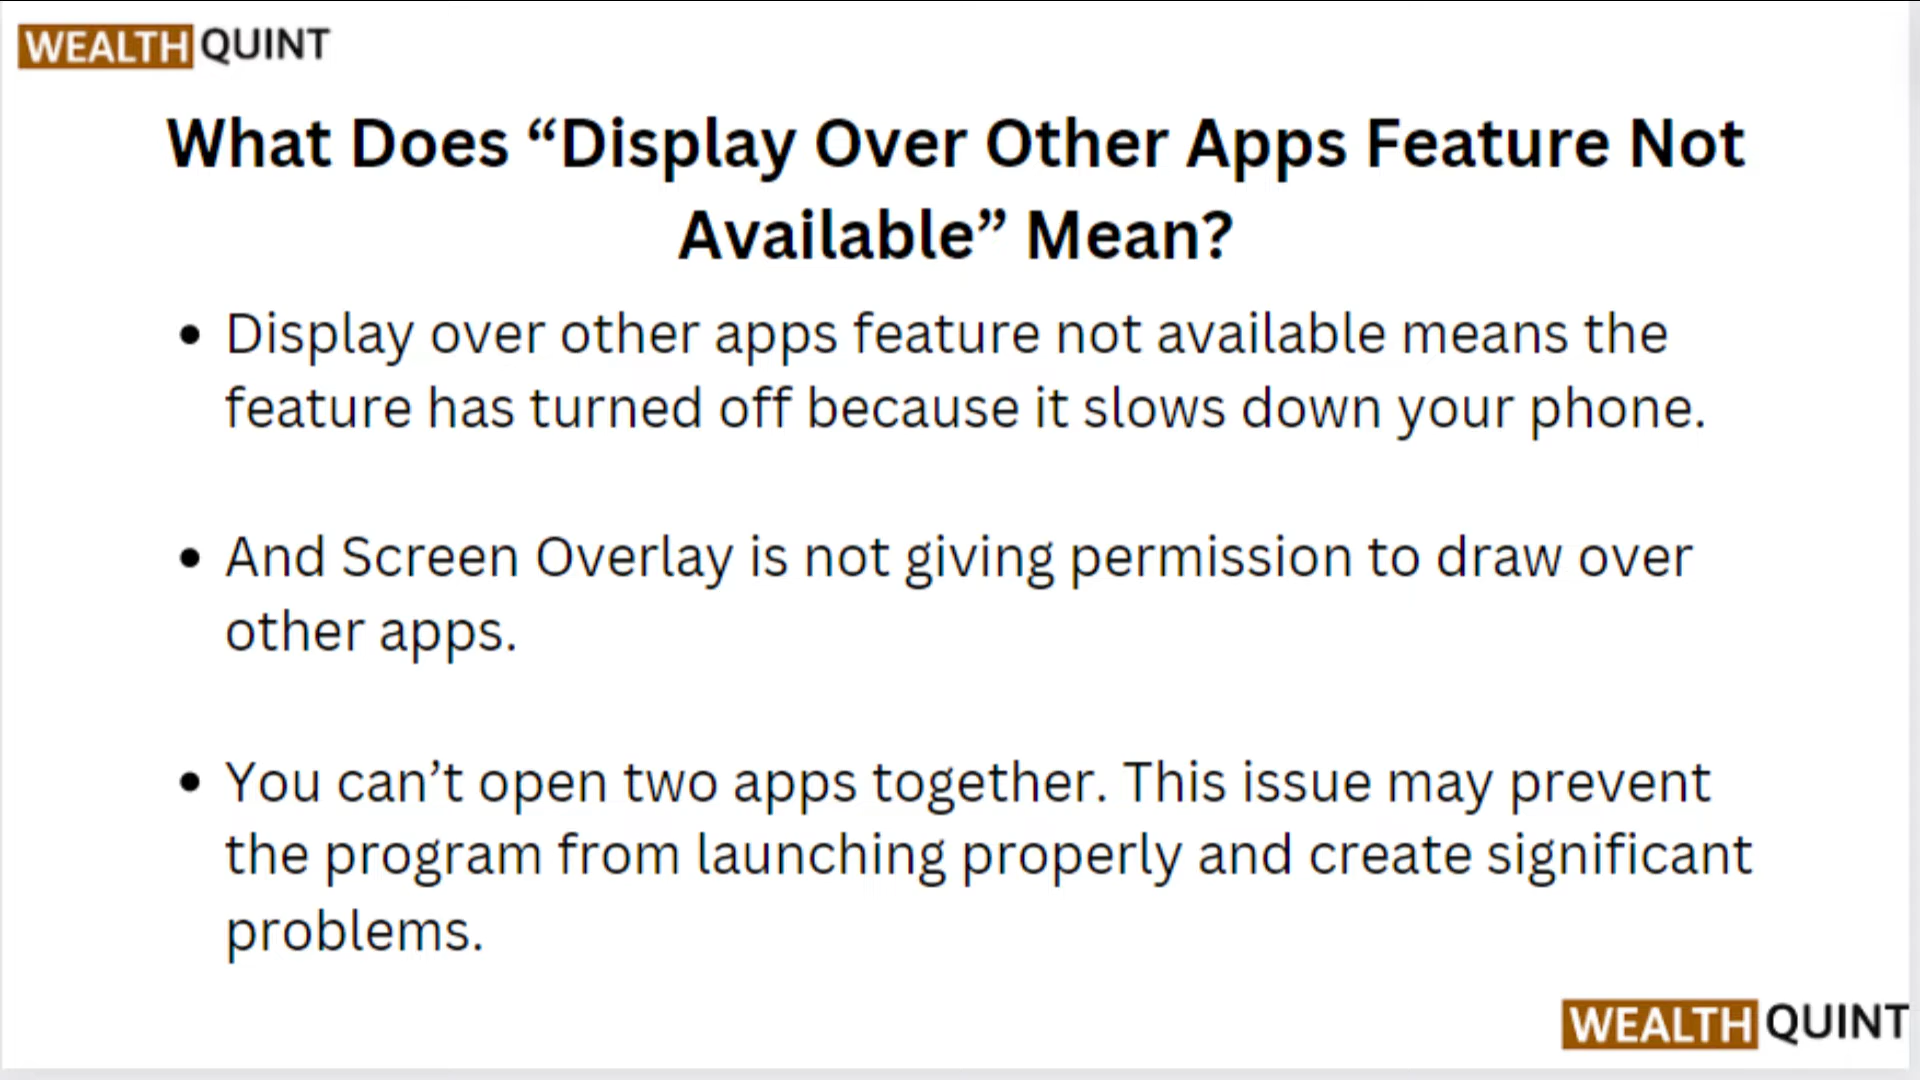 WEALTH QUINT
What Does “Display Over Other Apps Feature Not
Available” Mean?
• Display over other apps feature not available means the
feature has turned off because it slows down your phone.
• And Screen Overlay is not giving permission to draw over
other apps.
• You can’t open two apps together. This issue may prevent
the program from launching properly and create significant
problems.
WEALTH QUINT